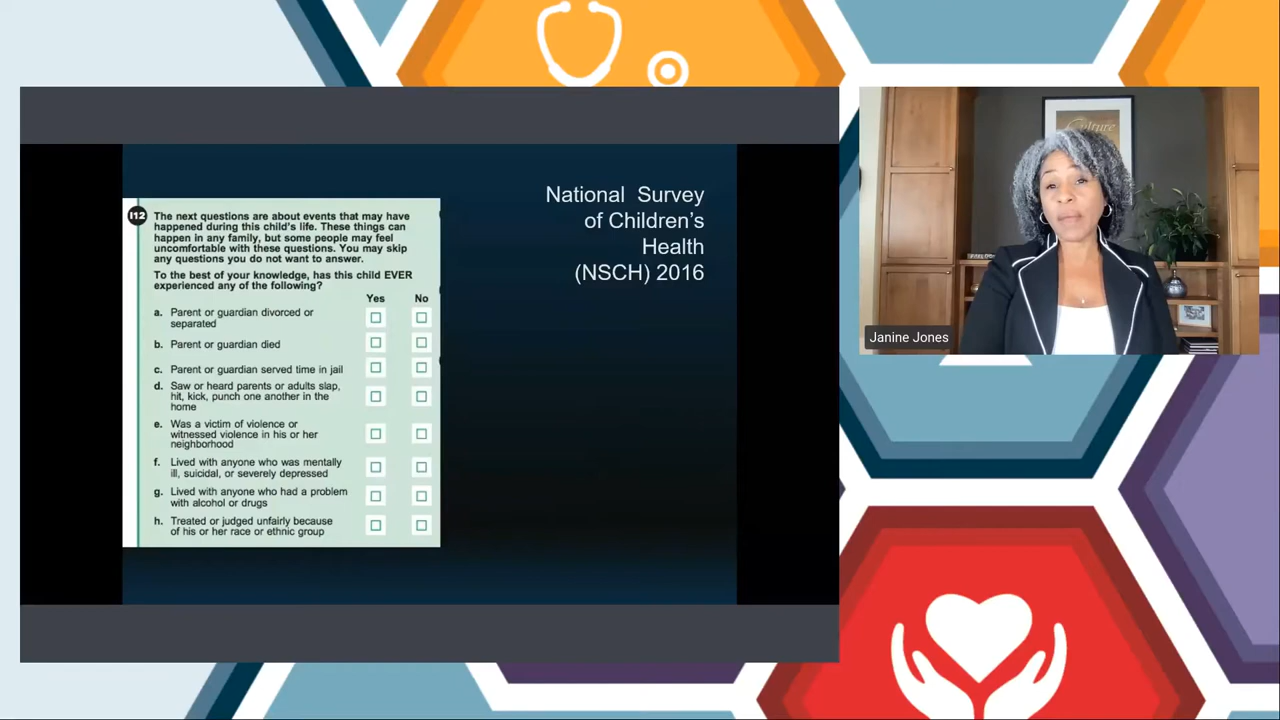 I12 The next questions are about events that may have
happened during this child's life. These things can
happen in any family, but some people may feel
uncomfortable with these questions. You may skip
any questions you do not want to answer.
To the best of your knowledge, has this child EVER
experienced any of the following?
Yes No
a. Parent or guardian divorced or
separated
b. Parent or guardian died
c. Parent or guardian served time in jail
d. Saw or heard parents or adults slap,
hit, kick, punch one another in the
home
e. Was a victim of violence or
witnessed violence in his or her
neighborhood
f. Lived with anyone who was mentally
ill, suicidal, or severely depressed
g. Lived with anyone who had a problem
with alcohol or drugs
h. Treated or judged unfairly because
of his or her race or ethnic group
National Survey
of Children's
Health
(NSCH) 2016
Culture
Janine Jones